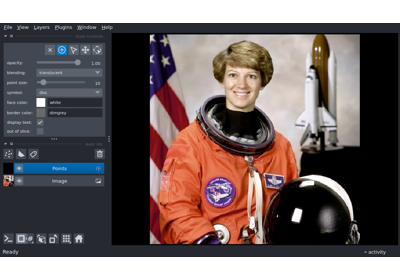 File View Layers Plugins Window Help
opacity: 1.00
blending: translucent
point size: 10
symbol: disc
face color: white
border color: dimgrey
display text: ✓
out of slice:
Points
Image
Ready
activity